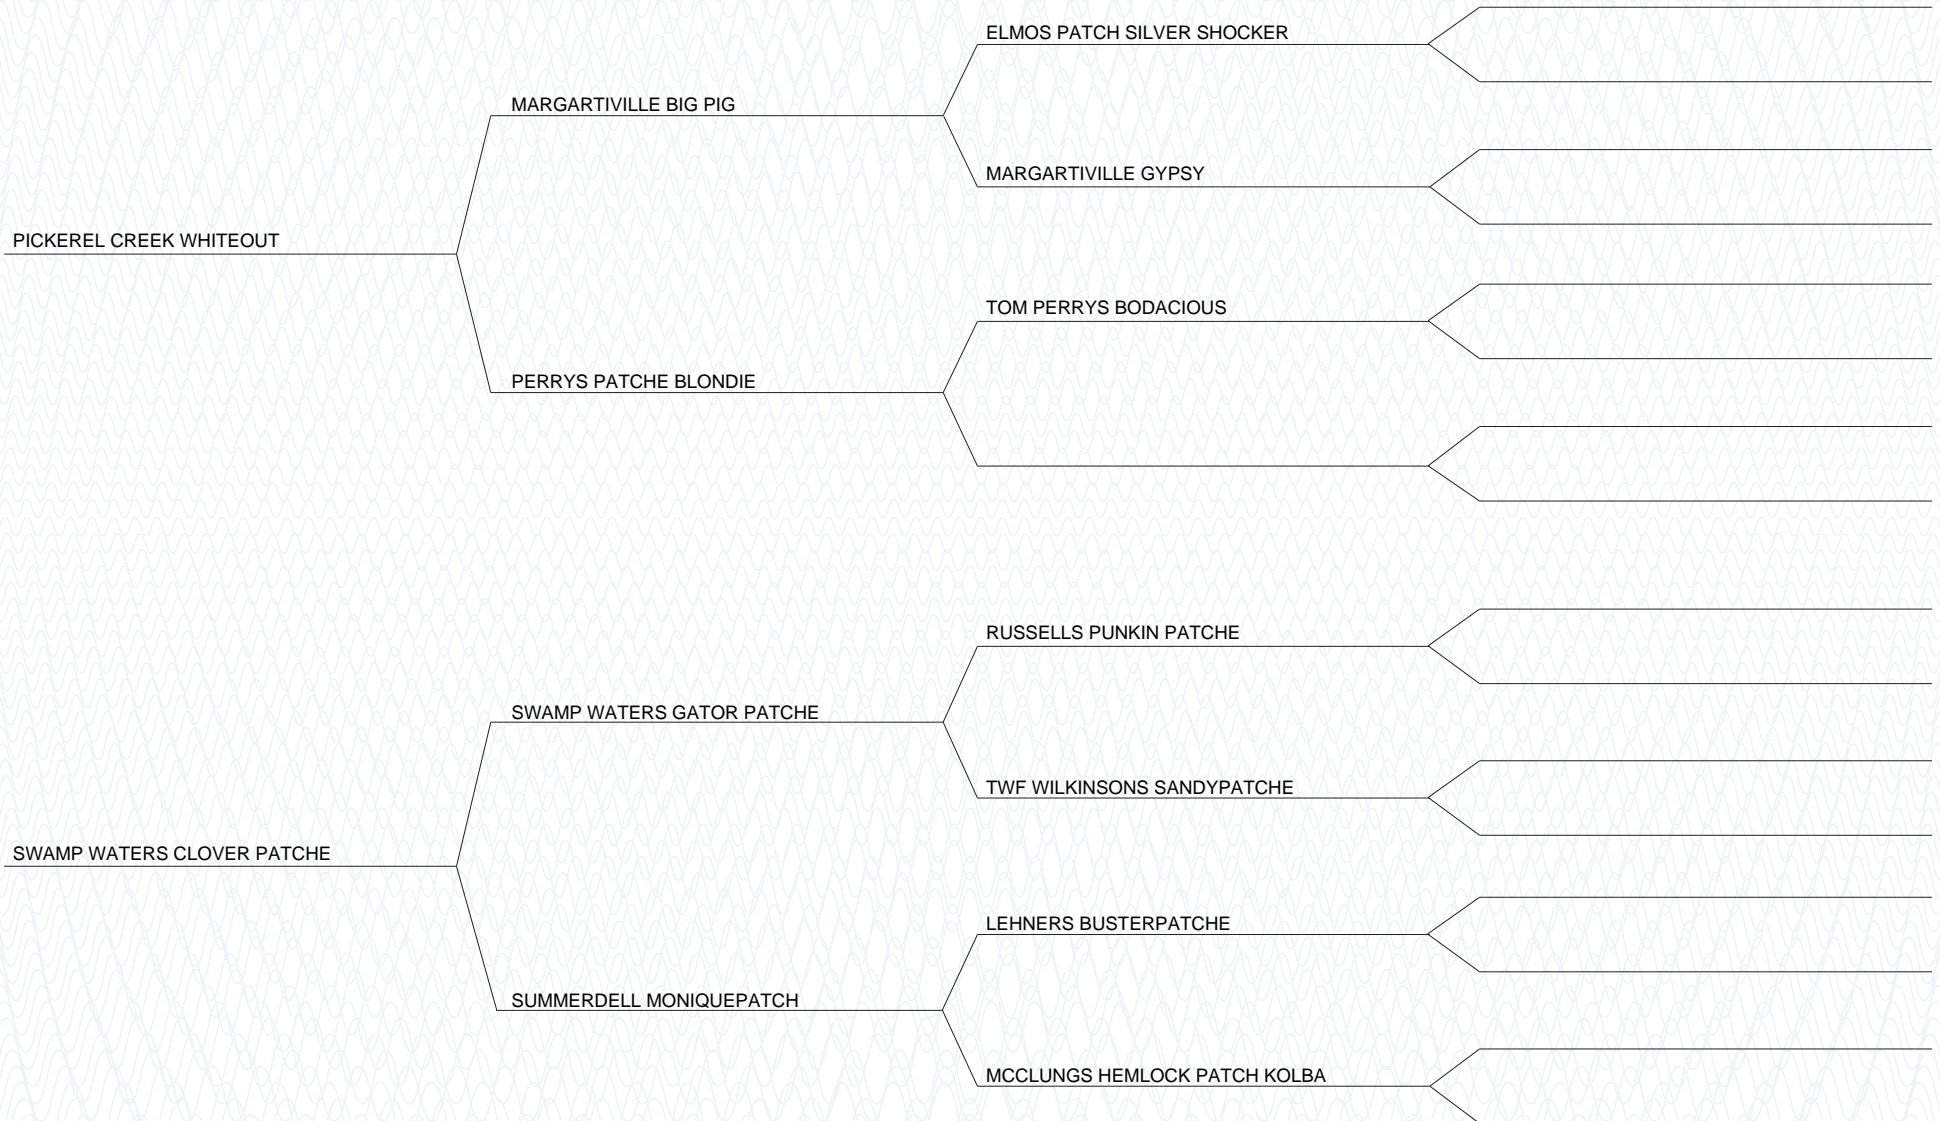 ELMOS PATCH SILVER SHOCKER
MARGARTIVILLE BIG PIG
MARGARTIVILLE GYPSY
PICKEREL CREEK WHITEOUT
TOM PERRYS BODACIOUS
PERRYS PATCHE BLONDIE
RUSSELLS PUNKIN PATCHE
SWAMP WATERS GATOR PATCHE
TWF WILKINSONS SANDYPATCHE
SWAMP WATERS CLOVER PATCHE
LEHNERS BUSTERPATCHE
SUMMERDELL MONIQUEPATCH
MCCLUNGS HEMLOCK PATCH KOLBA